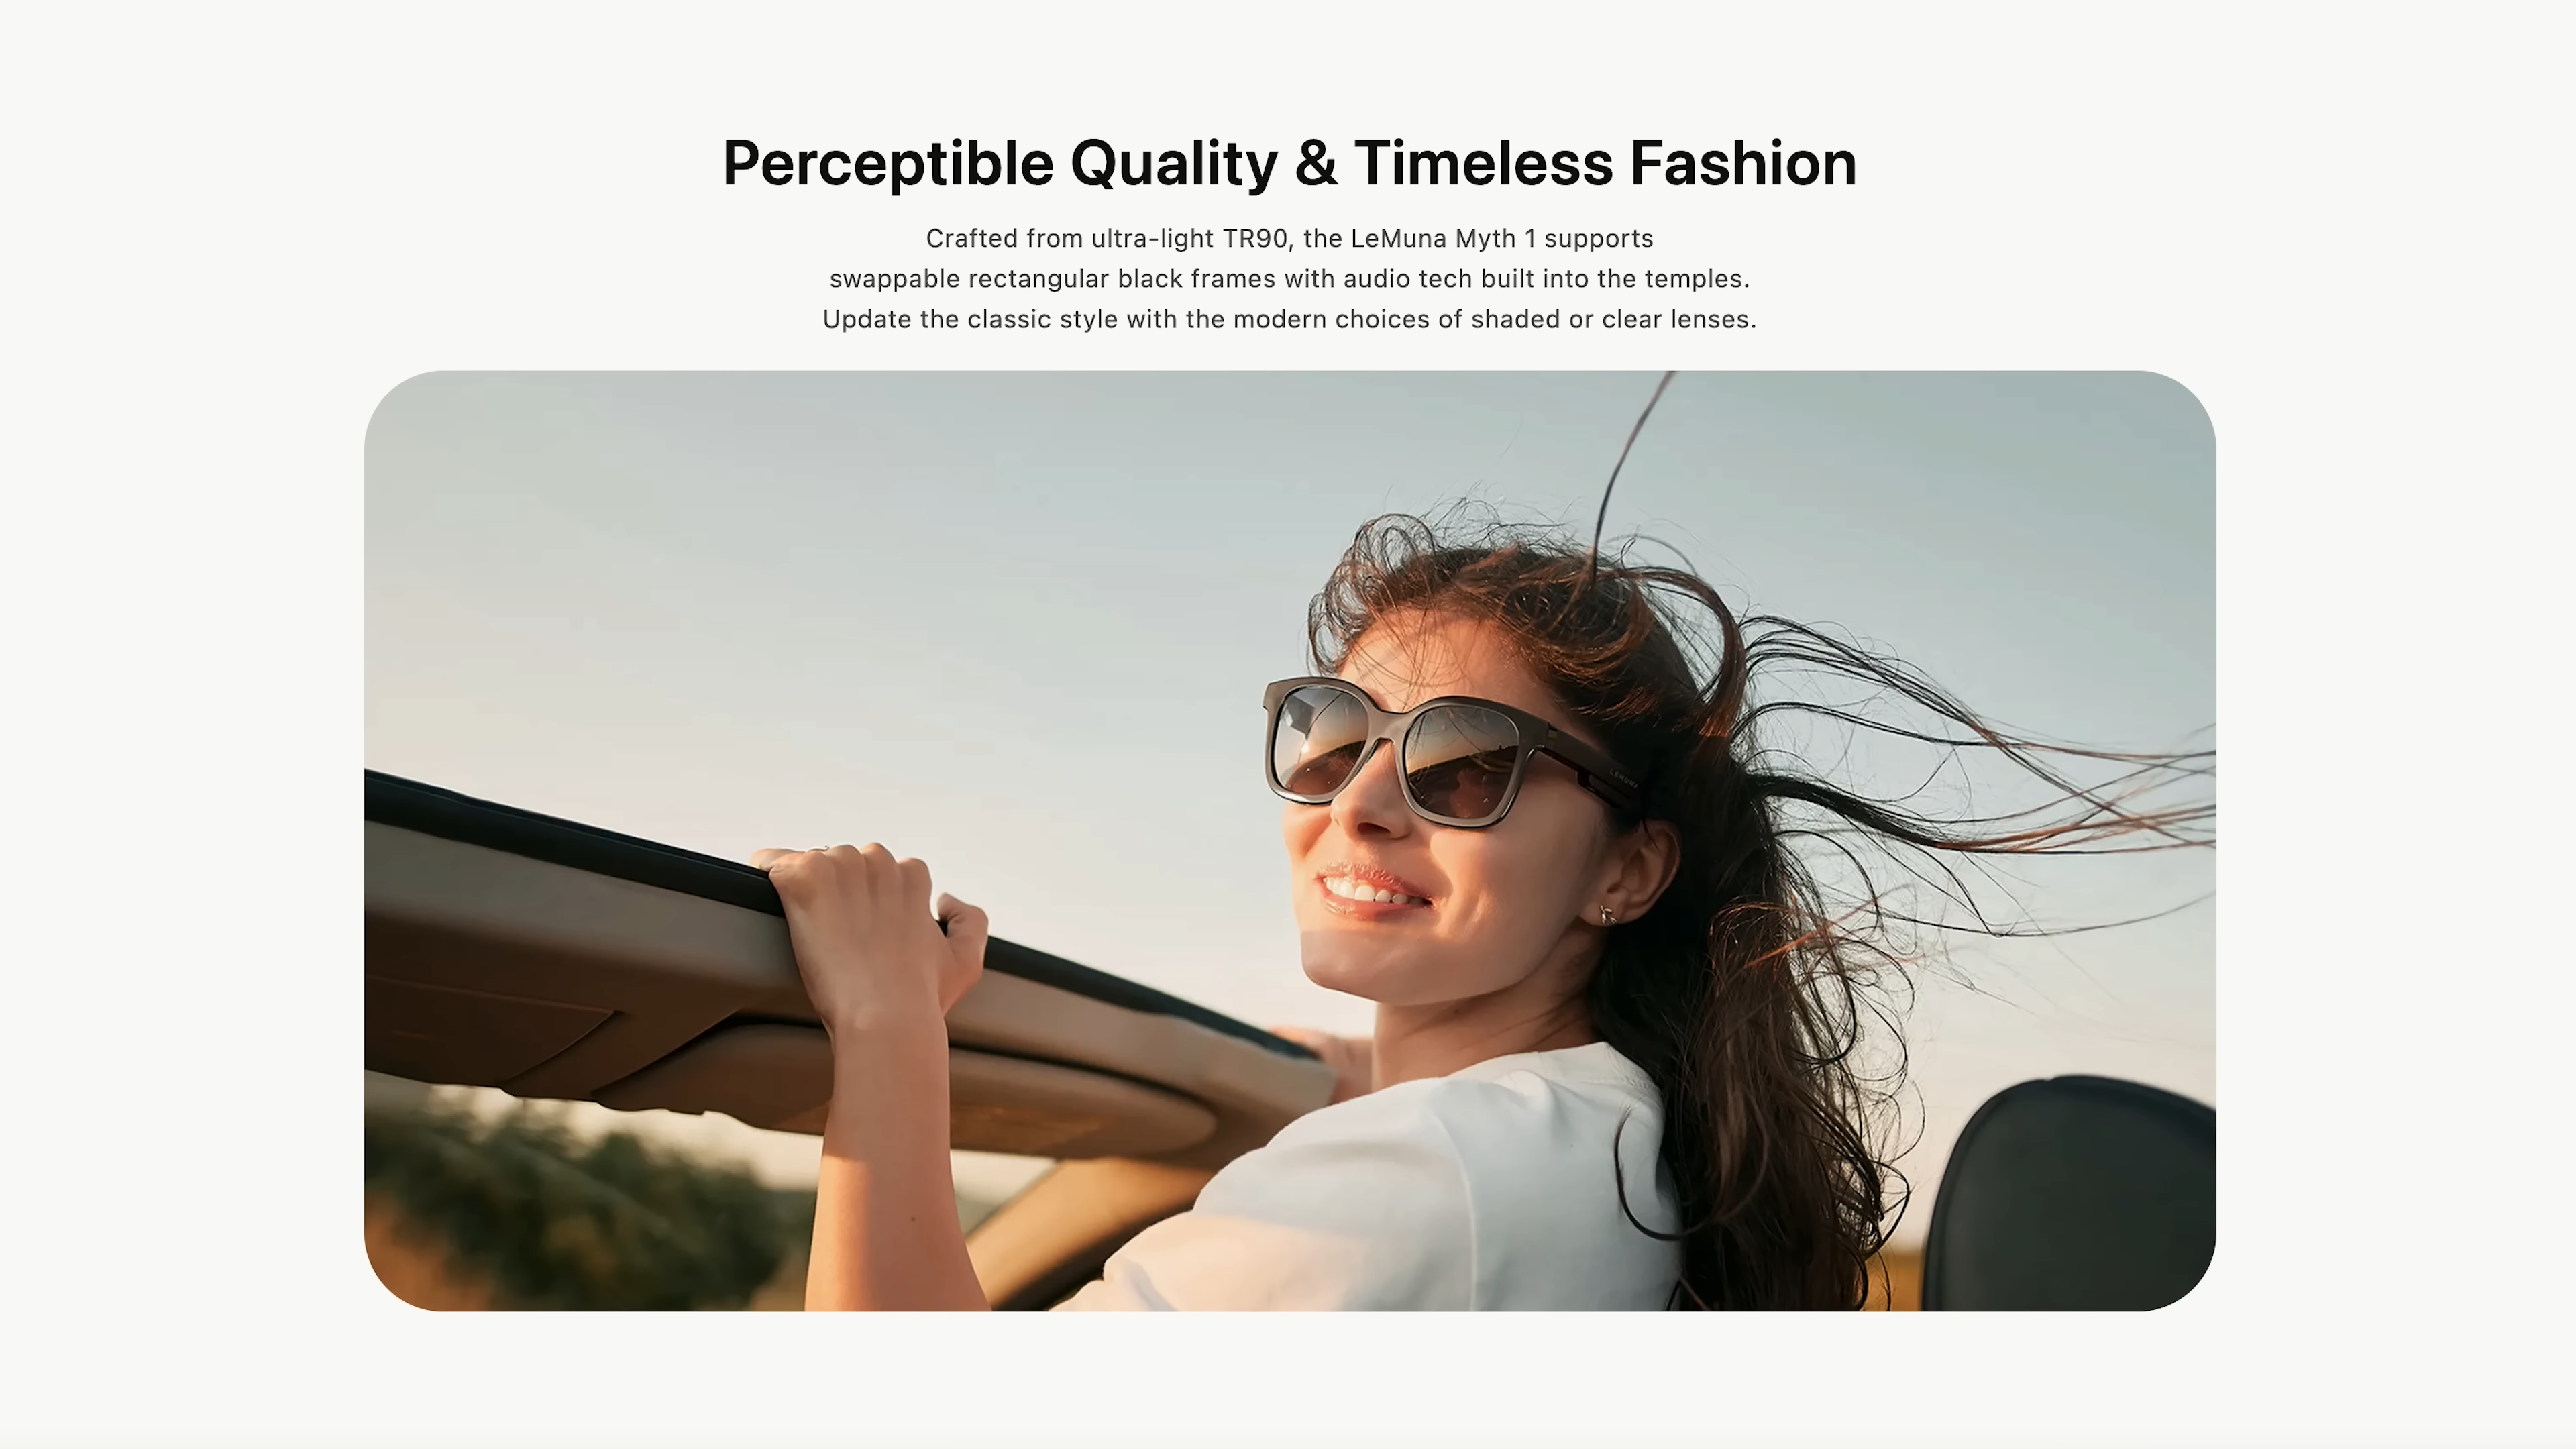 Perceptible Quality & Timeless Fashion
Crafted from ultra-light TR90, the LeMuna Myth 1 supports
swappable rectangular black frames with audio tech built into the temples.
Update the classic style with the modern choices of shaded or clear lenses.
LEMUNA